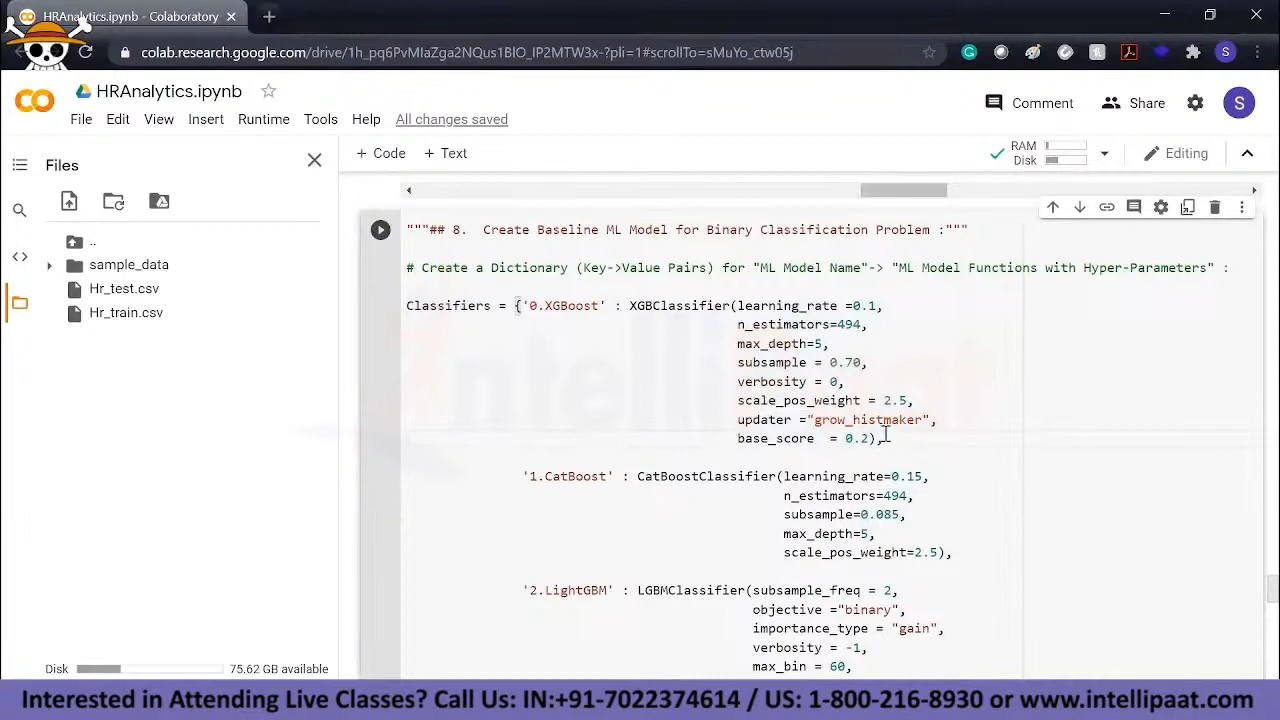 HRAnalytics.ipynb - Colaboratory
colab.research.google.com/drive/
HRAnalytics.ipynb
S
File Edit View Insert Runtime Tools Help All changes saved
Comment Share S
Files
+ Code + Text
RAM
Disk
Editing
..
sample_data
Hr_test.csv
Hr_train.csv
"""## 8. Create Baseline ML Model for Binary Classification Problem :"""
# Create a Dictionary (Key->Value Pairs) for "ML Model Name"-> "ML Model Functions with Hyper-Parameters" :
Classifiers = {'0.XGBoost' : XGBClassifier(learning_rate =0.1,
n_estimators=494,
max_depth=5,
subsample = 0.70,
verbosity = 0,
scale_pos_weight = 2.5,
updater ="grow_histmaker",
base_score = 0.2),
'1.CatBoost' : CatBoostClassifier(learning_rate=0.15,
n_estimators=494,
subsample=0.085,
max_depth=5,
scale_pos_weight=2.5),
'2.LightGBM' : LGBMClassifier(subsample_freq = 2,
objective ="binary",
importance_type = "gain",
verbosity = -1,
max_bin = 60,
Disk 75.62 GB available
intellipaat
Interested in Attending Live Classes? Call Us: IN:+91-7022374614 / US: 1-800-216-8930 or www.intellipaat.com